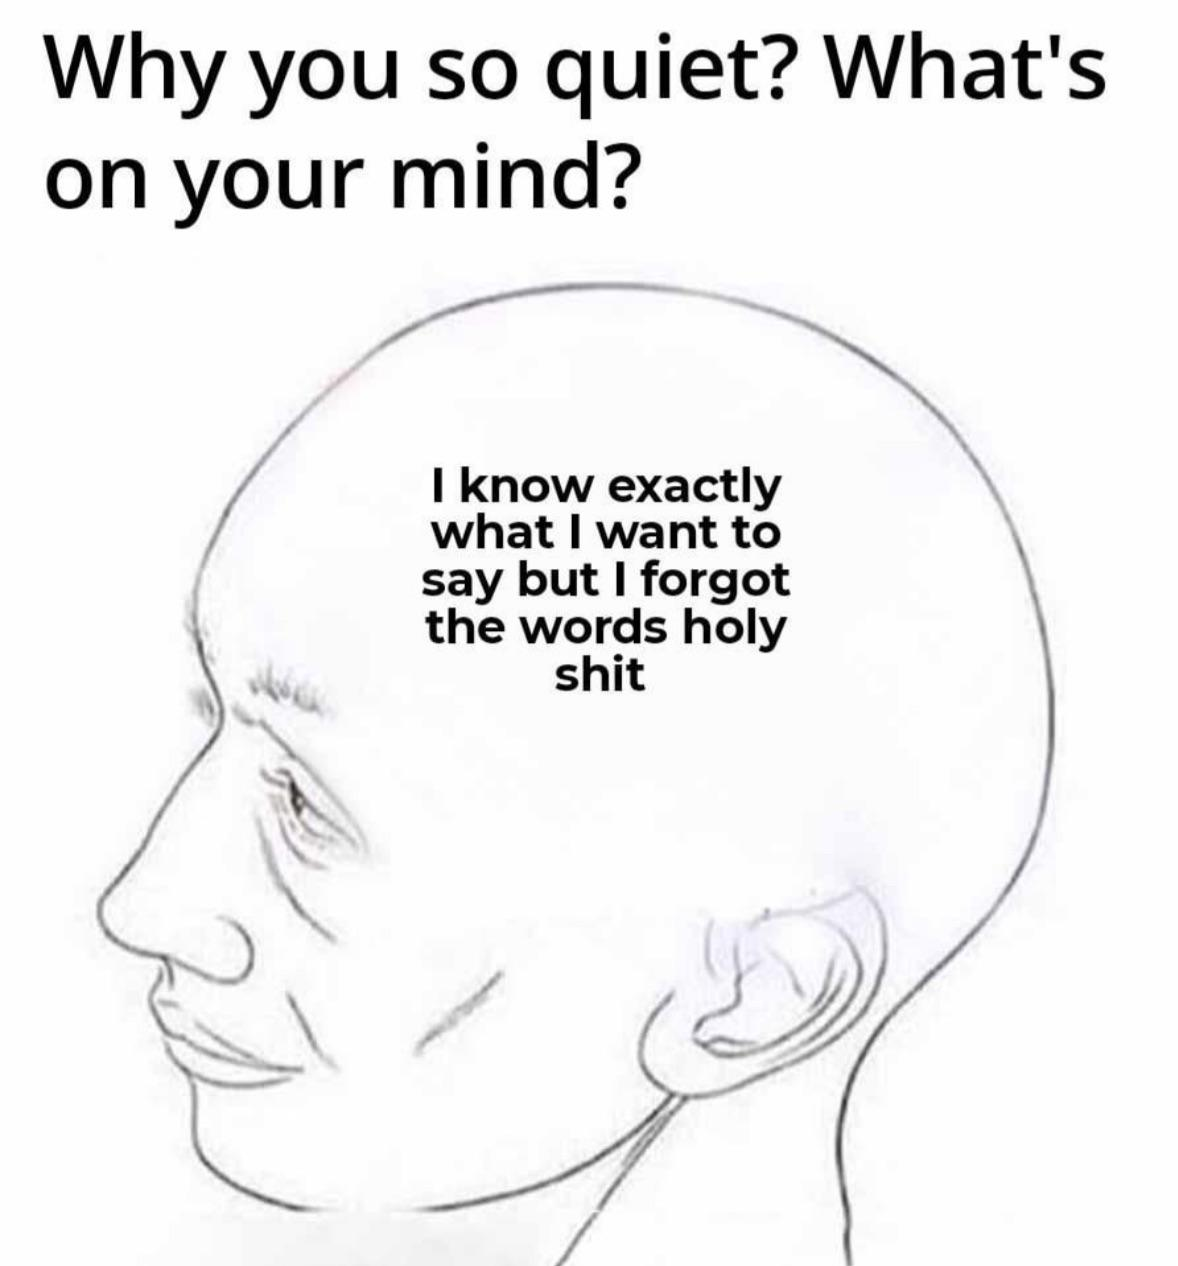 Why you so quiet? What's
on your mind?
I know exactly
what I want to
say but I forgot
the words holy
shit